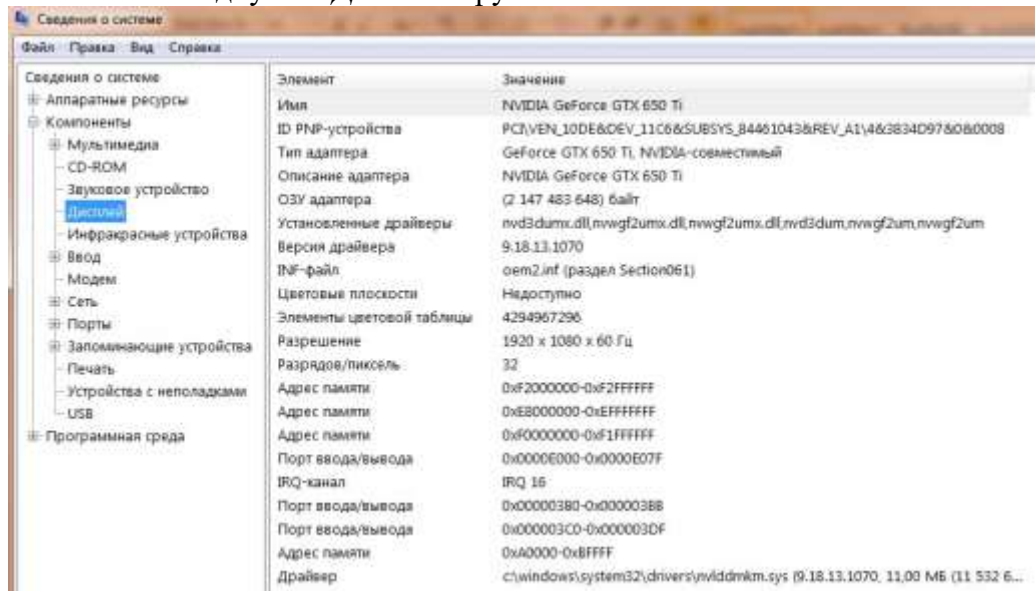 Сведения о системе
Файл Правка Вид Справка
Сведения о системе
Аппаратные ресурсы
Компоненты
Мультимедиа
CD-ROM
Звуковое устройство
Дисплей
Инфракрасные устройства
Ввод
Модем
Сеть
Порты
Запоминающие устройства
Печать
Устройства с неполадками
USB
Программная среда
Элемент Значение
Имя NVIDIA GeForce GTX 650 Ti
ID PNP-устройства PCI\VEN_10DE&DEV_11C6&SUBSYS_84461043&REV_A1\4&3834D97&0&0008
Тип адаптера GeForce GTX 650 Ti, NVIDIA-совместимый
Описание адаптера NVIDIA GeForce GTX 650 Ti
ОЗУ адаптера (2 147 483 648) байт
Установленные драйверы nvd3dumx.dll,nvwgf2umx.dll,nvwgf2umx.dll,nvd3dum,nvwgf2um,nvwgf2um
Версия драйвера 9.18.13.1070
INF-файл oem2.inf (раздел Section061)
Цветовые плоскости Недоступно
Элементы цветовой таблицы 4294967296
Разрешение 1920 x 1080 x 60 Гц
Разрядов/пиксель 32
Адрес памяти 0xF2000000-0xF2FFFFFF
Адрес памяти 0xE8000000-0xEFFFFFFF
Адрес памяти 0xF0000000-0xF1FFFFFF
Порт ввода/вывода 0x0000E000-0x0000E07F
IRQ-канал IRQ 16
Порт ввода/вывода 0x000003B0-0x000003BB
Порт ввода/вывода 0x000003C0-0x000003DF
Адрес памяти 0xA0000-0xBFFFF
Драйвер c:\windows\system32\drivers\nvlddmkm.sys (9.18.13.1070, 11,00 МБ (11 532 6...